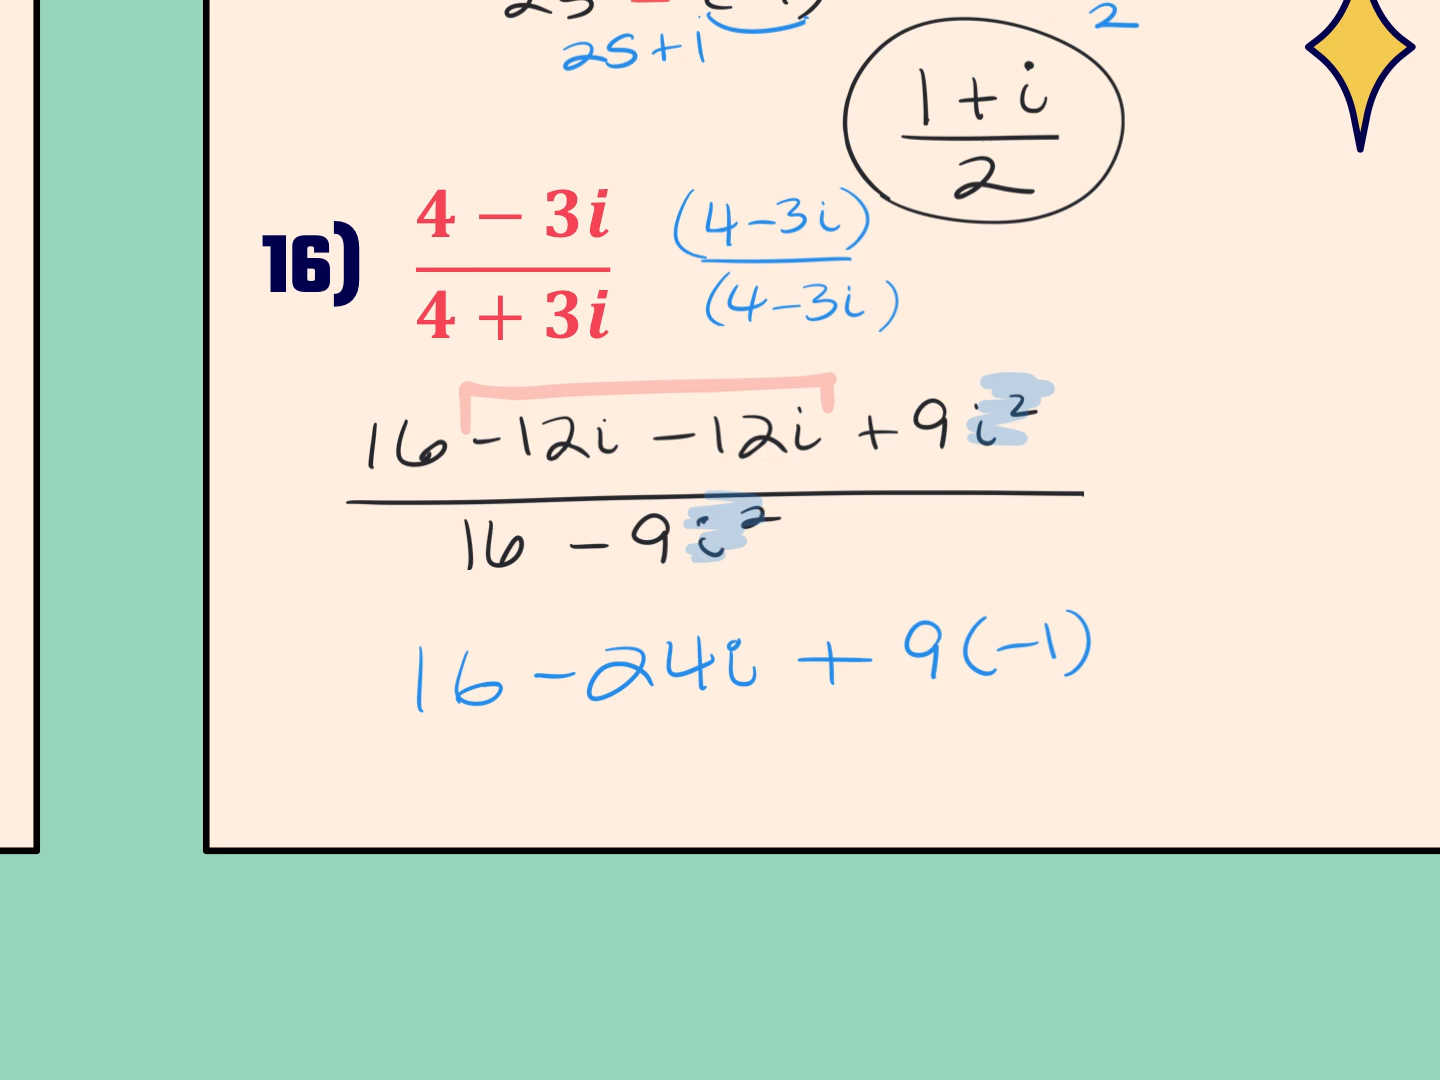 25+1
2
1+i
2
16) 4 − 3i (4-3i)
4 + 3i (4-3i)
16-12i -12i +9i²
16 - 9i²
16-24i + 9(-1)